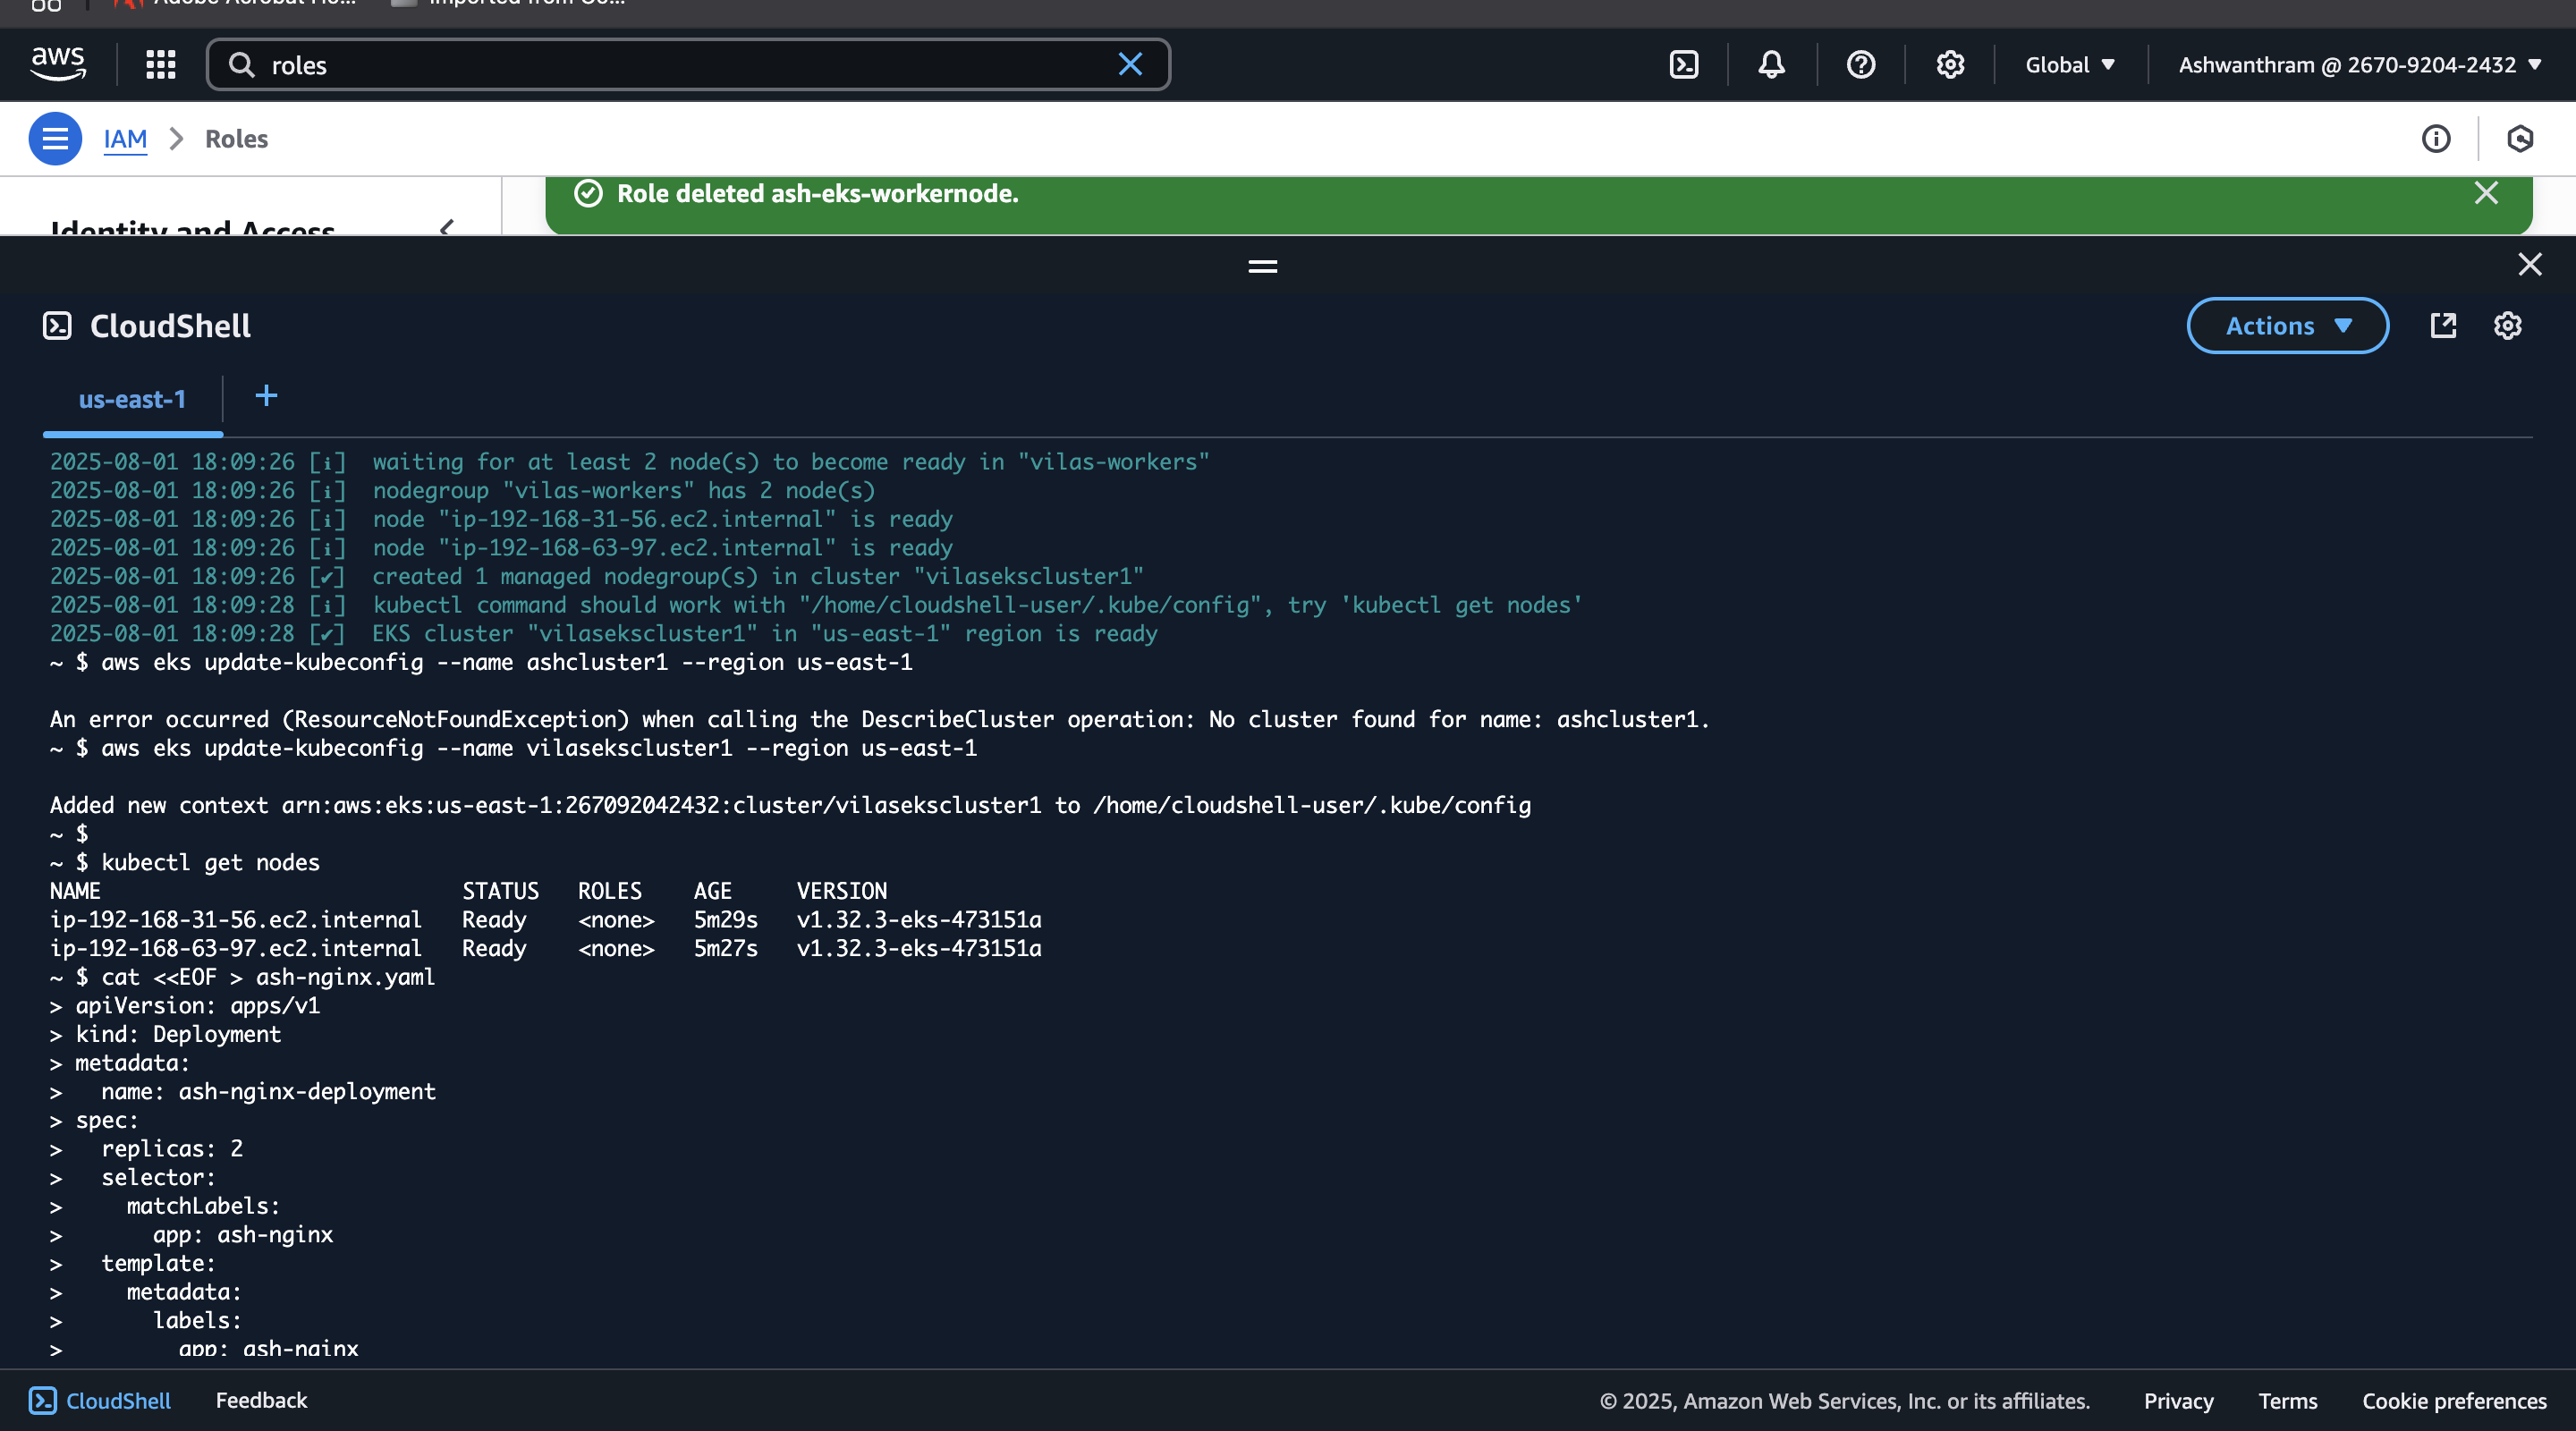 Adobe Acrobat Ho...
Imported from Go...
aws
roles
Global
Ashwanthram @ 2670-9204-2432
IAM
Roles
Role deleted ash-eks-workernode.
Identity and Access
CloudShell
Actions
us-east-1
+
2025-08-01 18:09:26 [ℹ]  waiting for at least 2 node(s) to become ready in "vilas-workers"
2025-08-01 18:09:26 [ℹ]  nodegroup "vilas-workers" has 2 node(s)
2025-08-01 18:09:26 [ℹ]  node "ip-192-168-31-56.ec2.internal" is ready
2025-08-01 18:09:26 [ℹ]  node "ip-192-168-63-97.ec2.internal" is ready
2025-08-01 18:09:26 [✔]  created 1 managed nodegroup(s) in cluster "vilasekscluster1"
2025-08-01 18:09:28 [ℹ]  kubectl command should work with "/home/cloudshell-user/.kube/config", try 'kubectl get nodes'
2025-08-01 18:09:28 [✔]  EKS cluster "vilasekscluster1" in "us-east-1" region is ready
~ $ aws eks update-kubeconfig --name ashcluster1 --region us-east-1
An error occurred (ResourceNotFoundException) when calling the DescribeCluster operation: No cluster found for name: ashcluster1.
~ $ aws eks update-kubeconfig --name vilasekscluster1 --region us-east-1
Added new context arn:aws:eks:us-east-1:267092042432:cluster/vilasekscluster1 to /home/cloudshell-user/.kube/config
~ $
~ $ kubectl get nodes
NAME                            STATUS   ROLES    AGE     VERSION
ip-192-168-31-56.ec2.internal   Ready    <none>   5m29s   v1.32.3-eks-473151a
ip-192-168-63-97.ec2.internal   Ready    <none>   5m27s   v1.32.3-eks-473151a
~ $ cat <<EOF > ash-nginx.yaml
> apiVersion: apps/v1
> kind: Deployment
> metadata:
>   name: ash-nginx-deployment
> spec:
>   replicas: 2
>   selector:
>     matchLabels:
>       app: ash-nginx
>   template:
>     metadata:
>       labels:
>         app: ash-nginx
CloudShell
Feedback
© 2025, Amazon Web Services, Inc. or its affiliates.
Privacy
Terms
Cookie preferences